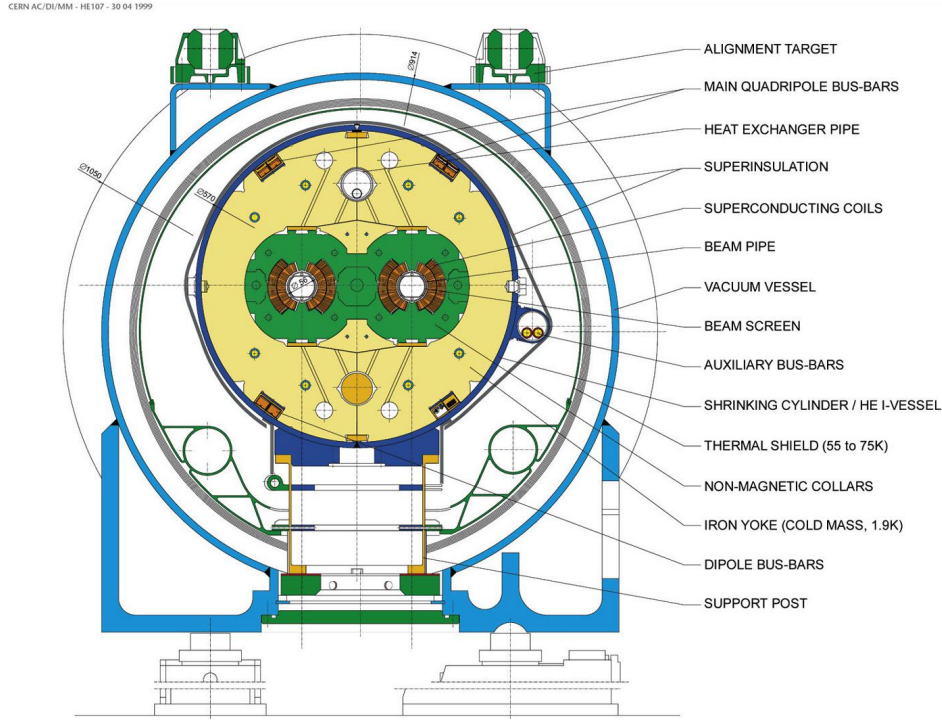 CERN AC/DI/MM - HE107 - 30 04 1999
ALIGNMENT TARGET
MAIN QUADRIPOLE BUS-BARS
HEAT EXCHANGER PIPE
SUPERINSULATION
SUPERCONDUCTING COILS
BEAM PIPE
VACUUM VESSEL
BEAM SCREEN
AUXILIARY BUS-BARS
SHRINKING CYLINDER / HE I-VESSEL
THERMAL SHIELD (55 to 75K)
NON-MAGNETIC COLLARS
IRON YOKE (COLD MASS, 1.9K)
DIPOLE BUS-BARS
SUPPORT POST
Ø914
Ø1050
Ø570
Ø 56